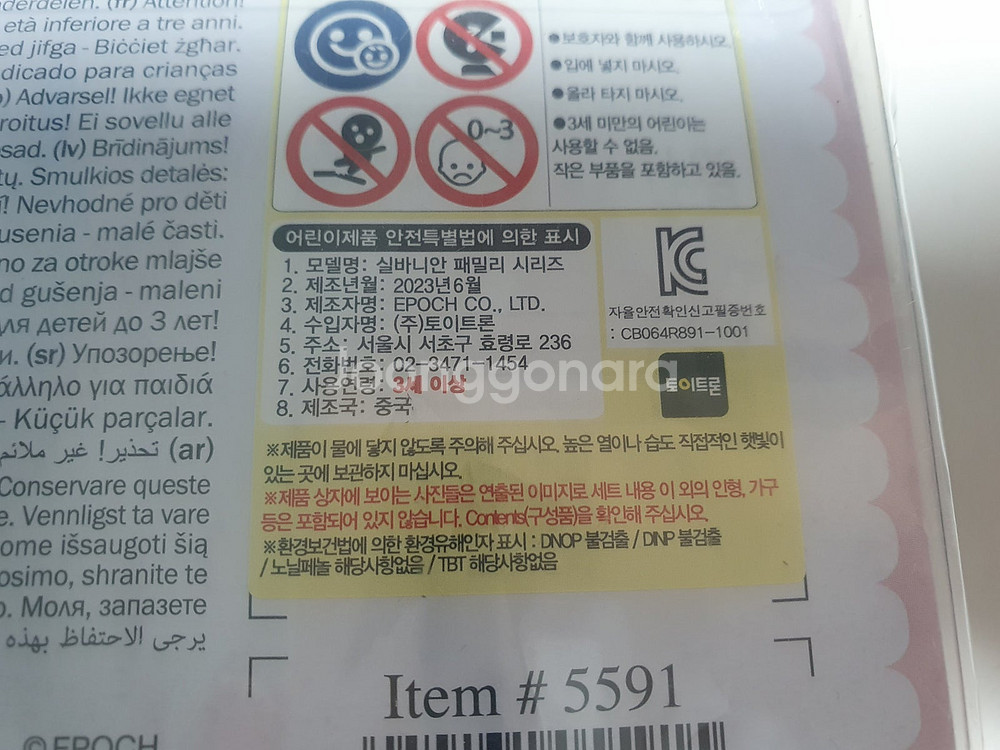 nderdelen. (fr) Attention!
età inferiore a tre anni.
ed jifga - Biċċiet żgħar.
dicado para crianças
) Advarsel! Ikke egnet
roitus! Ei sovellu alle
sad. (lv) Brīdinājums!
tų. Smulkios detalės:
í! Nevhodné pro děti
usenia - malé časti.
no za otroke mlajše
d gušenja - maleni
ля детей до 3 лет!
и. (sr) Упозорење!
άλληλο για παιδιά
- Küçük parçalar.
(ar) تحذير! غير ملائم
Conservare queste
e. Vennligst ta vare
ome išsaugoti šią
osimo, shranite te
o. Моля, запазете
يرجى الاحتفاظ بهذه
© EPOCH
0~3
●보호자와 함께 사용하시오.
●입에 넣지 마시오.
●올라 타지 마시오.
●3세 미만의 어린이는
사용할 수 없음.
작은 부품을 포함하고 있음.
어린이제품 안전특별법에 의한 표시
1. 모델명: 실바니안 패밀리 시리즈
2. 제조년월: 2023년 6월
3. 제조자명: EPOCH CO., LTD.
4. 수입자명: (주)토이트론
5. 주소: 서울시 서초구 효령로 236
6. 전화번호: 02-3471-1454
7. 사용연령: 3세 이상
8. 제조국: 중국
KC
자율안전확인신고필증번호
: CB064R891-1001
토이트론
joonggonara
※제품이 물에 닿지 않도록 주의해 주십시오. 높은 열이나 습도 직접적인 햇빛이
있는 곳에 보관하지 마십시오.
※제품 상자에 보이는 사진들은 연출된 이미지로 세트 내용 이 외의 인형, 가구
등은 포함되어 있지 않습니다. Contents(구성품)을 확인해 주십시오.
※환경보건법에 의한 환경유해인자 표시 : DNOP 불검출 / DINP 불검출
/ 노닐페놀 해당사항없음 / TBT 해당사항없음
Item # 5591